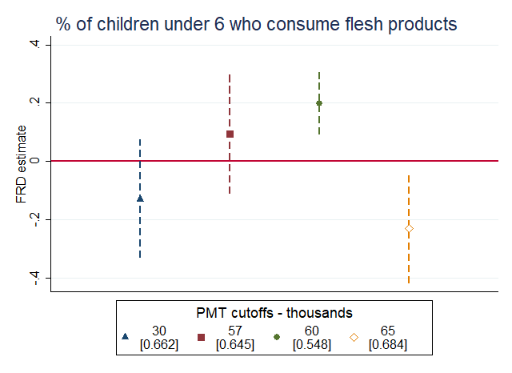 % of children under 6 who consume flesh products
.4
.2
0
-.2
-.4
FRD estimate
PMT cutoffs - thousands
30 57 60 65
[0.662] [0.645] [0.548] [0.684]